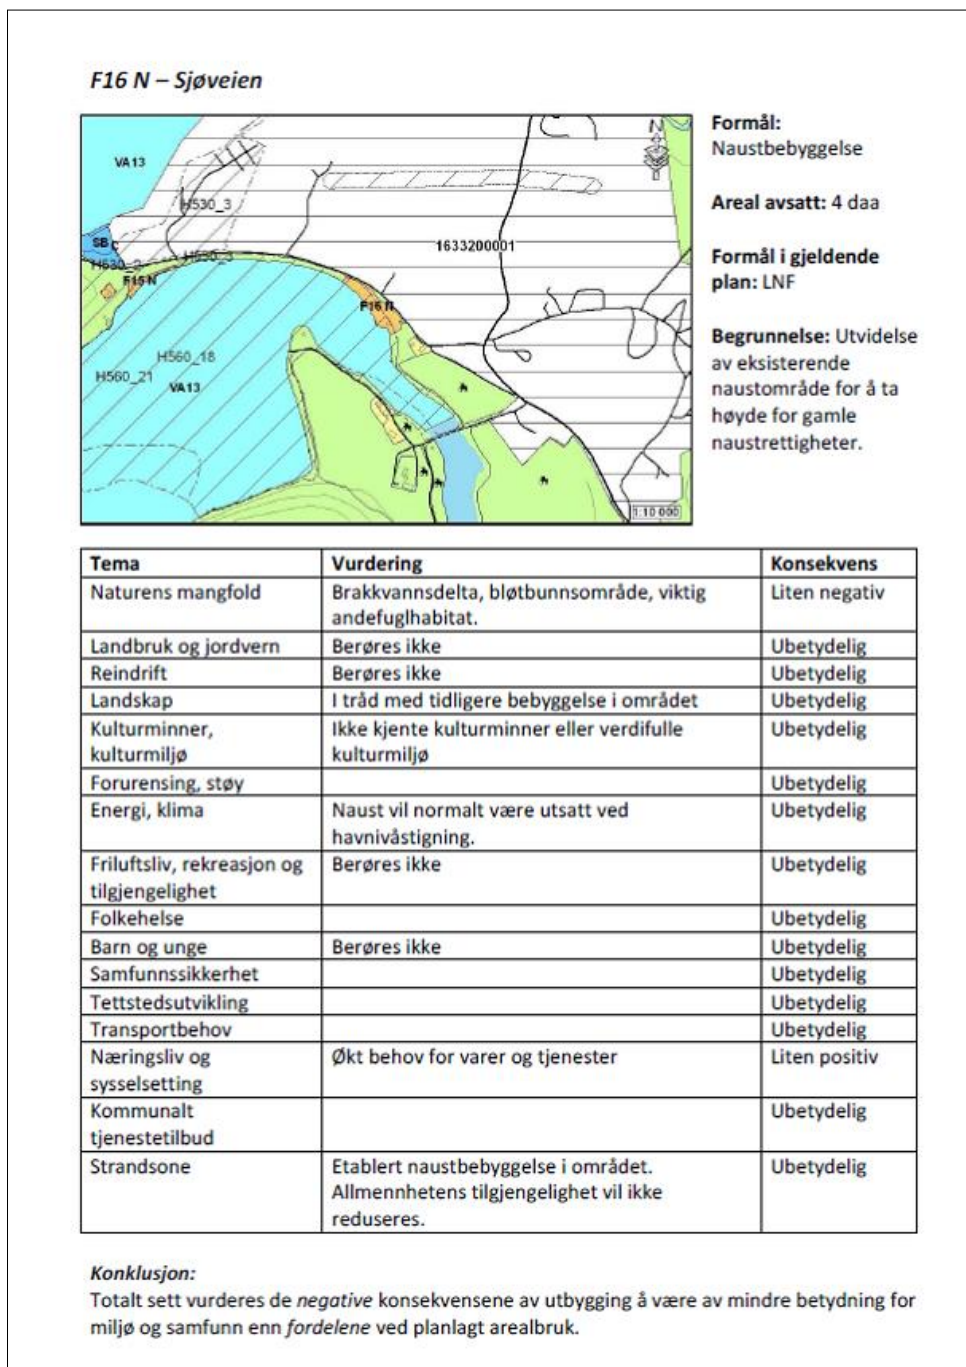 F16 N – Sjøveien
VA13
H530_3
SB
C
H530_3
F15 N
F16 N
1633200001
H560_18
H560_21
VA13
N
1:10 000
Formål:
Naustbebyggelse
Areal avsatt: 4 daa
Formål i gjeldende
plan: LNF
Begrunnelse: Utvidelse
av eksisterende
naustområde for å ta
høyde for gamle
naustrettigheter.
Tema Vurdering Konsekvens
Naturens mangfold Brakkvannsdelta, bløtbunnsområde, viktig Liten negativ
andefuglhabitat.
Landbruk og jordvern Berøres ikke Ubetydelig
Reindrift Berøres ikke Ubetydelig
Landskap I tråd med tidligere bebyggelse i området Ubetydelig
Kulturminner, Ikke kjente kulturminner eller verdifulle Ubetydelig
kulturmiljø kulturmiljø
Forurensing, støy Ubetydelig
Energi, klima Naust vil normalt være utsatt ved Ubetydelig
havnivåstigning.
Friluftsliv, rekreasjon og Berøres ikke Ubetydelig
tilgjengelighet
Folkehelse Ubetydelig
Barn og unge Berøres ikke Ubetydelig
Samfunnssikkerhet Ubetydelig
Tettstedsutvikling Ubetydelig
Transportbehov Ubetydelig
Næringsliv og Økt behov for varer og tjenester Liten positiv
sysselsetting
Kommunalt Ubetydelig
tjenestetilbud
Strandsone Etablert naustbebyggelse i området. Ubetydelig
Allmennhetens tilgjengelighet vil ikke
reduseres.
Konklusjon:
Totalt sett vurderes de negative konsekvensene av utbygging å være av mindre betydning for
miljø og samfunn enn fordelene ved planlagt arealbruk.